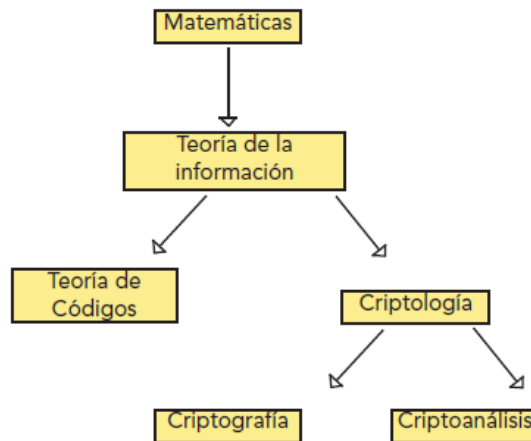 Matemáticas
Teoría de la
información
Teoría de
Códigos
Criptología
Criptografía
Criptoanálisis